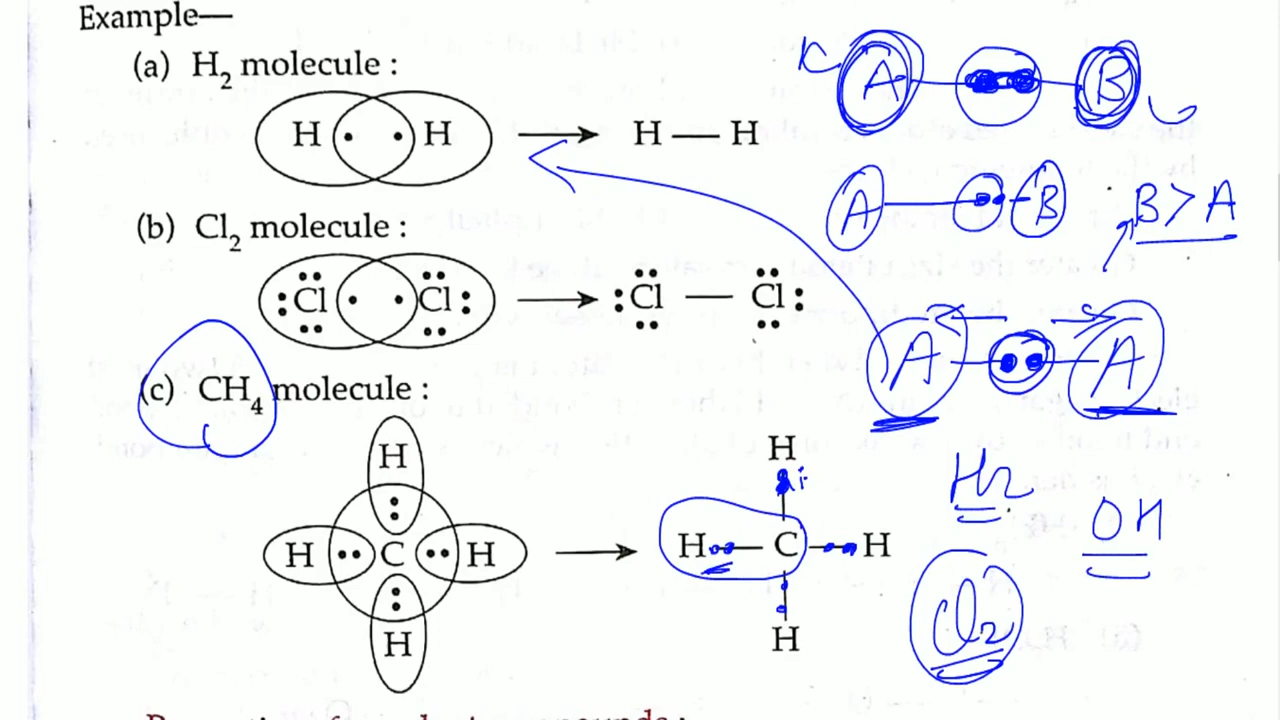 Example—
(a) H₂ molecule :
H • • H → H — H
(b) Cl₂ molecule :
:Cl • • Cl: → :Cl — Cl:
(c) CH₄ molecule :
H
H C H
H
H
H — C — H
H
A B
A B
B > A
A A
H₂
OH
Cl₂